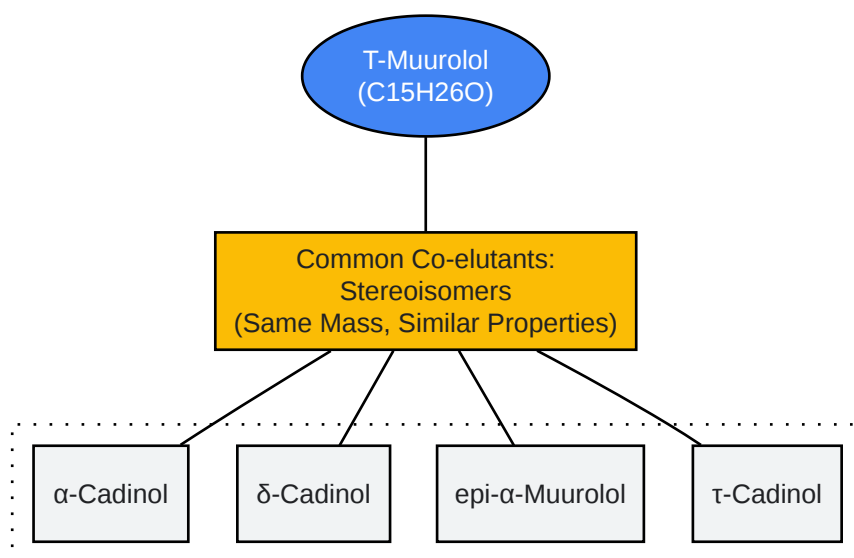 T-Muurolol
(C15H26O)
Common Co-elutants:
Stereoisomers
(Same Mass, Similar Properties)
α-Cadinol
δ-Cadinol
epi-α-Muurolol
τ-Cadinol